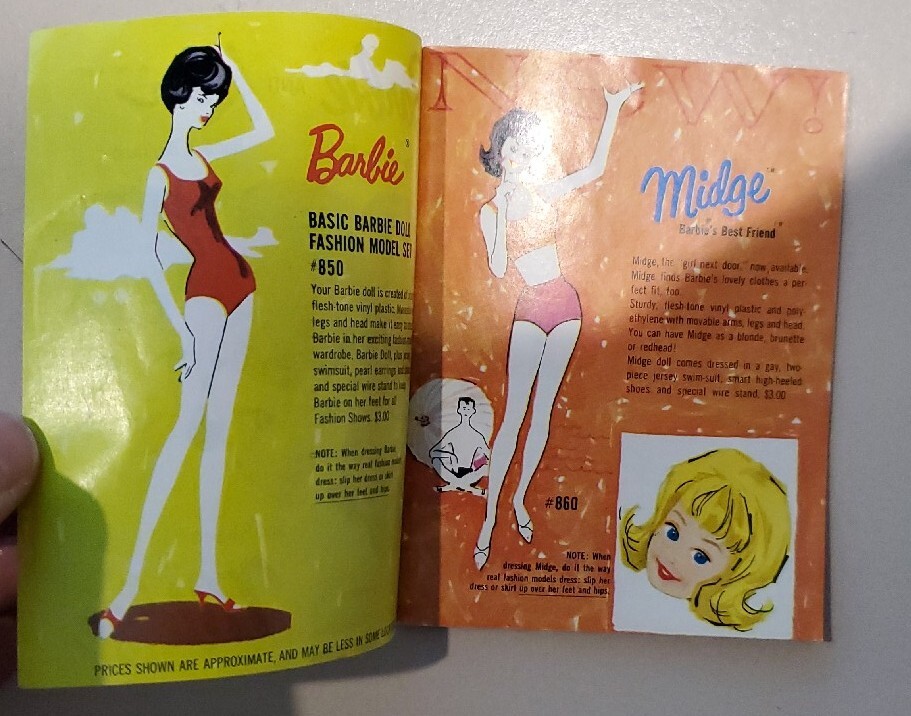 Barbie®
BASIC BARBIE DOLL
FASHION MODEL SET
#850
Your Barbie doll is created of
flesh-tone vinyl plastic.
legs and head make it easy to
Barbie in her exciting fashion
wardrobe. Barbie Doll, plus
swimsuit, pearl earrings
and special wire stand to keep
Barbie on her feet for all
Fashion Shows. $3.00
NOTE: When dressing Barbie
do it the way real fashion models
dress: slip her dress or skirt
up over her feet and hips.
PRICES SHOWN ARE APPROXIMATE, AND MAY BE LESS IN SOME
NEW!
Midge™
Barbie's Best Friend
Midge, the "girl next door," now available.
Midge finds Barbie's lovely clothes a per-
fect fit, too.
Sturdy, flesh-tone vinyl plastic and poly
ethylene with movable arms, legs and head.
You can have Midge as a blonde, brunette
or redhead!
Midge doll comes dressed in a gay, two-
piece jersey swim-suit, smart high-heeled
shoes, and special wire stand. $3.00
#860
NOTE: When
dressing Midge, do it the way
real fashion models dress: slip her
dress or skirt up over her feet and hips.